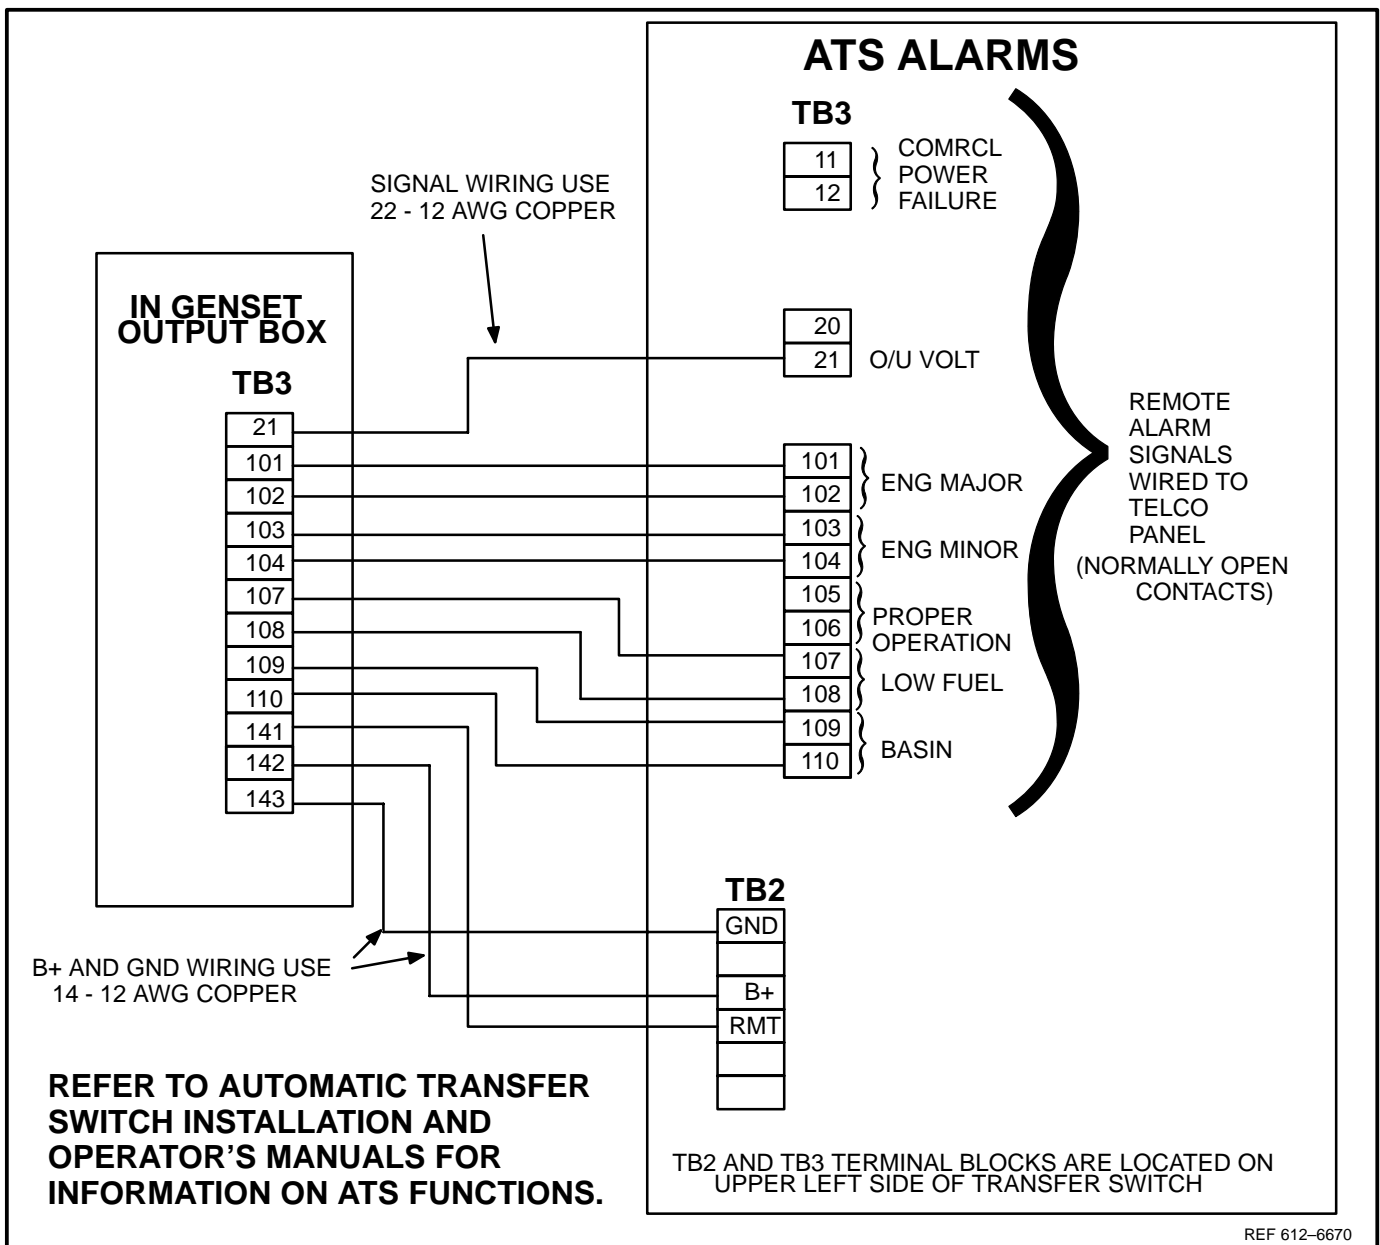 ATS ALARMS
TB3
11
12
COMRCL
POWER
FAILURE
SIGNAL WIRING USE
22 - 12 AWG COPPER
20
21
O/U VOLT
IN GENSET
OUTPUT BOX
TB3
21
101
102
103
104
107
108
109
110
141
142
143
101
102
103
104
105
106
107
108
109
110
ENG MAJOR
ENG MINOR
PROPER
OPERATION
LOW FUEL
BASIN
REMOTE
ALARM
SIGNALS
WIRED TO
TELCO
PANEL
(NORMALLY OPEN
CONTACTS)
TB2
GND
B+
RMT
B+ AND GND WIRING USE
14 - 12 AWG COPPER
REFER TO AUTOMATIC TRANSFER
SWITCH INSTALLATION AND
OPERATOR’S MANUALS FOR
INFORMATION ON ATS FUNCTIONS.
TB2 AND TB3 TERMINAL BLOCKS ARE LOCATED ON
UPPER LEFT SIDE OF TRANSFER SWITCH
REF 612–6670